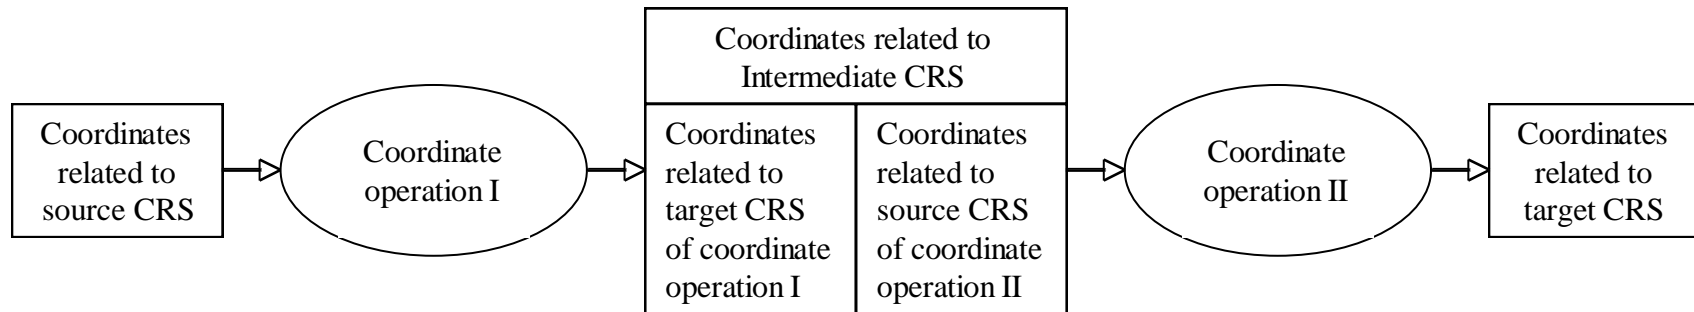 Coordinates
related to
source CRS
Coordinate
operation I
Coordinates related to
Intermediate CRS
Coordinates
related to
target CRS
of coordinate
operation I
Coordinates
related to
source CRS
of coordinate
operation II
Coordinate
operation II
Coordinates
related to
target CRS